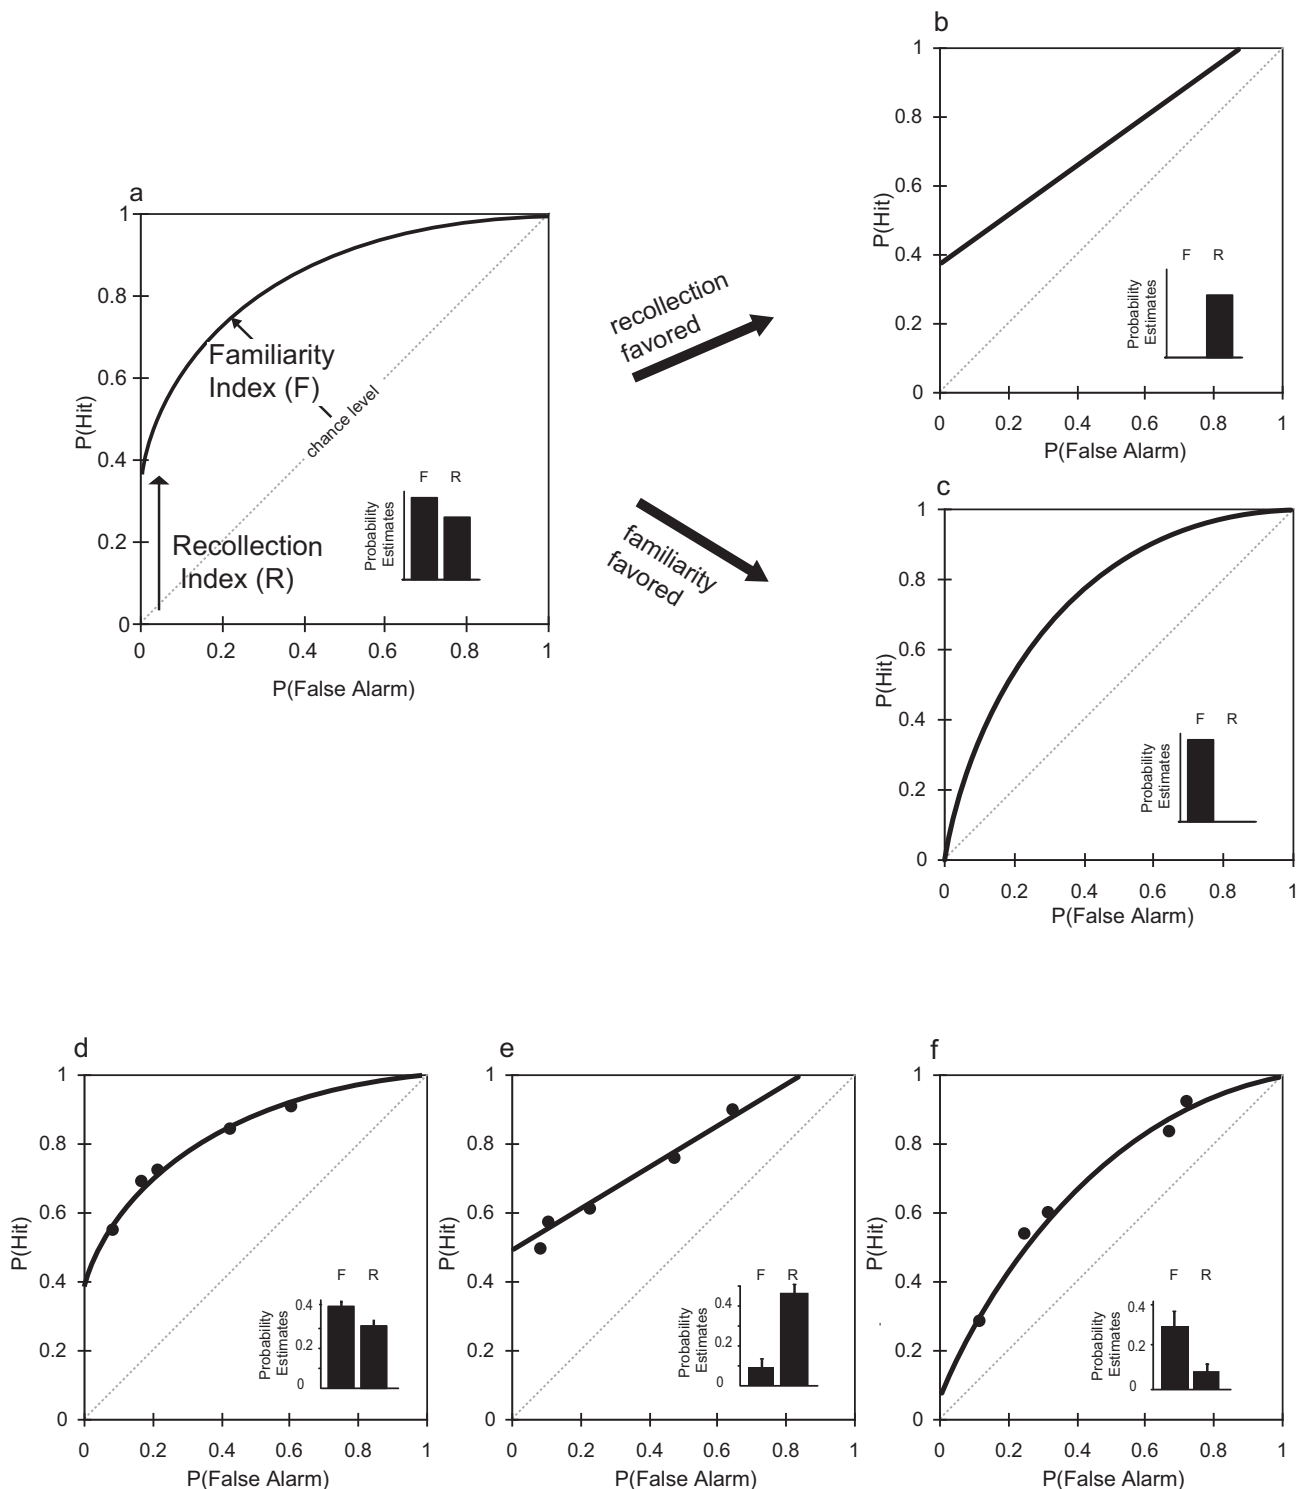 a
1
0.8
0.6
0.4
0.2
0
P(Hit)
Familiarity
Index (F)
chance level
Recollection
Index (R)
F R
Probability
Estimates
0 0.2 0.4 0.6 0.8 1
P(False Alarm)
recollection
favored
familiarity
favored
b
1
0.8
0.6
0.4
0.2
0
P(Hit)
F R
Probability
Estimates
0 0.2 0.4 0.6 0.8 1
P(False Alarm)
c
1
0.8
0.6
0.4
0.2
0
P(Hit)
F R
Probability
Estimates
0 0.2 0.4 0.6 0.8 1
P(False Alarm)
d
1
0.8
0.6
0.4
0.2
0
P(Hit)
F R
0.4
0.2
0
Probability
Estimates
0 0.2 0.4 0.6 0.8 1
P(False Alarm)
e
1
0.8
0.6
0.4
0.2
0
P(Hit)
F R
0.4
0.2
0
Probability
Estimates
0 0.2 0.4 0.6 0.8 1
P(False Alarm)
f
1
0.8
0.6
0.4
0.2
0
P(Hit)
F R
0.4
0.2
0
Probability
Estimates
0 0.2 0.4 0.6 0.8 1
P(False Alarm)